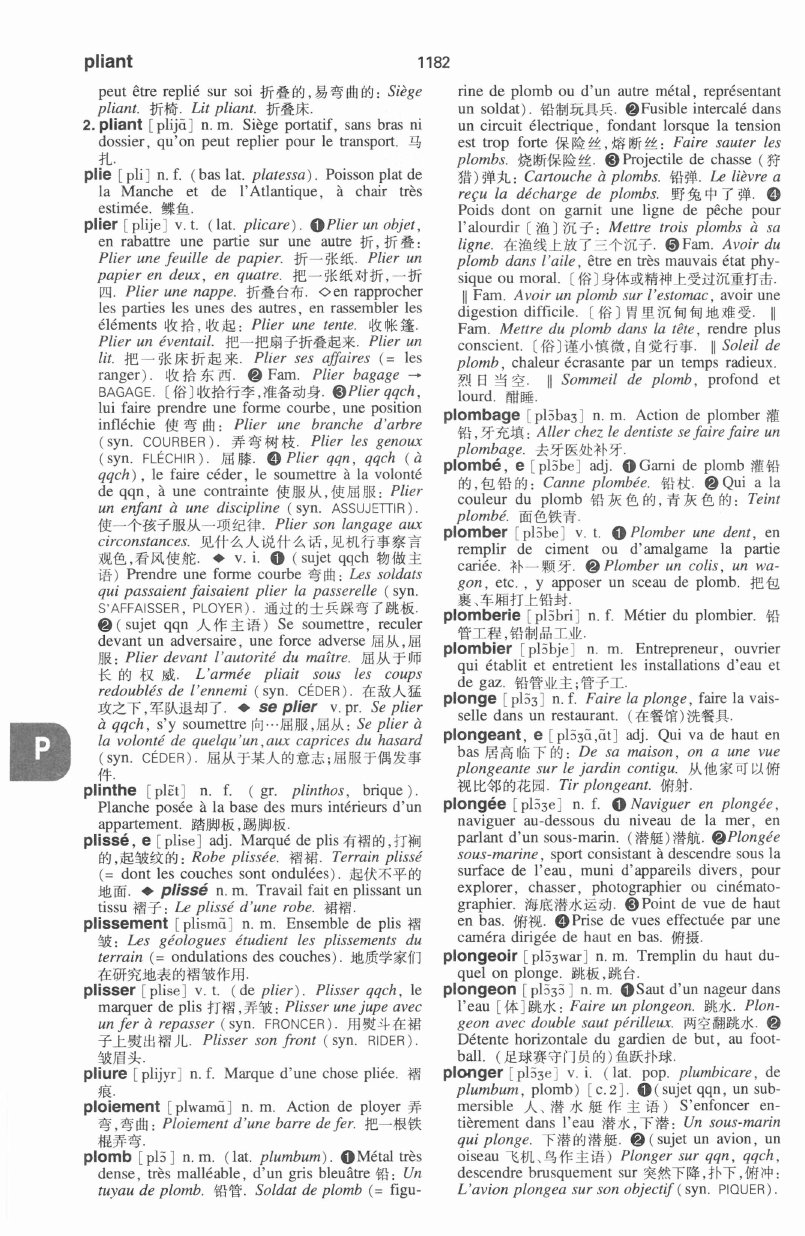 pliant
1182
peut être replié sur soi 折叠的,易弯曲的: Siège
pliant. 折椅. Lit pliant. 折叠床.
2. pliant [plijɑ̃] n. m. Siège portatif, sans bras ni
dossier, qu'on peut replier pour le transport. 马
扎.
plie [pli] n. f. (bas lat. platessa). Poisson plat de
la Manche et de l'Atlantique, à chair très
estimée. 鲽鱼.
plier [plije] v. t. (lat. plicare). ❶Plier un objet,
en rabattre une partie sur une autre 折,折叠:
Plier une feuille de papier. 折一张纸. Plier un
papier en deux, en quatre. 把一张纸对折,一折
四. Plier une nappe. 折叠台布. ◇en rapprocher
les parties les unes des autres, en rassembler les
éléments 收拾,收起: Plier une tente. 收帐篷.
Plier un éventail. 把一把扇子折叠起来. Plier un
lit. 把一张床折起来. Plier ses affaires (= les
ranger). 收拾东西. ❷ Fam. Plier bagage →
BAGAGE. 〔俗〕收拾行李,准备动身. ❸Plier qqch,
lui faire prendre une forme courbe, une position
infléchie 使弯曲: Plier une branche d'arbre
(syn. COURBER). 弄弯树枝. Plier les genoux
(syn. FLÉCHIR). 屈膝. ❹ Plier qqn, qqch (à
qqch), le faire céder, le soumettre à la volonté
de qqn, à une contrainte 使服从,使屈服: Plier
un enfant à une discipline (syn. ASSUJETTIR).
使一个孩子服从一项纪律. Plier son langage aux
circonstances. 见什么人说什么话,见机行事察言
观色,看风使舵. ◆ v. i. ❶ (sujet qqch 物做主
语) Prendre une forme courbe 弯曲: Les soldats
qui passaient faisaient plier la passerelle (syn.
S'AFFAISSER, PLOYER). 通过的士兵踩弯了跳板.
❷(sujet qqn 人作主语) Se soumettre, reculer
devant un adversaire, une force adverse 屈从,屈
服: Plier devant l'autorité du maître. 屈从于师
长的权威. L'armée pliait sous les coups
redoublés de l'ennemi (syn. CÉDER). 在敌人猛
攻之下,军队退却了. ◆ se plier v. pr. Se plier
à qqch, s'y soumettre 向…屈服,屈从: Se plier à
la volonté de quelqu'un,aux caprices du hasard
(syn. CÉDER). 屈从于某人的意志;屈服于偶发事
件.
plinthe [plɛ̃t] n. f. (gr. plinthos, brique).
Planche posée à la base des murs intérieurs d'un
appartement. 踏脚板,踢脚板.
plissé, e [plise] adj. Marqué de plis 有褶的,打裥
的,起皱纹的: Robe plissée. 褶裙. Terrain plissé
(= dont les couches sont ondulées). 起伏不平的
地面. ◆ plissé n. m. Travail fait en plissant un
tissu 褶子: Le plissé d'une robe. 裙褶.
plissement [plismɑ̃] n. m. Ensemble de plis 褶
皱: Les géologues étudient les plissements du
terrain (= ondulations des couches). 地质学家们
在研究地表的褶皱作用.
plisser [plise] v. t. (de plier). Plisser qqch, le
marquer de plis 打褶,弄皱: Plisser une jupe avec
un fer à repasser (syn. FRONCER). 用熨斗在裙
子上熨出褶儿. Plisser son front (syn. RIDER).
皱眉头.
pliure [plijyr] n. f. Marque d'une chose pliée. 褶
痕.
ploiement [plwamɑ̃] n. m. Action de ployer 弄
弯,弯曲: Ploiement d'une barre de fer. 把一根铁
棍弄弯.
plomb [plɔ̃] n. m. (lat. plumbum). ❶Métal très
dense, très malléable, d'un gris bleuâtre 铅: Un
tuyau de plomb. 铅管. Soldat de plomb (= figu-
P
rine de plomb ou d'un autre métal, représentant
un soldat). 铅制玩具兵. ❷Fusible intercalé dans
un circuit électrique, fondant lorsque la tension
est trop forte 保险丝,熔断丝: Faire sauter les
plombs. 烧断保险丝. ❸Projectile de chasse (狩
猎)弹丸: Cartouche à plombs. 铅弹. Le lièvre a
reçu la décharge de plombs. 野兔中了弹. ❹
Poids dont on garnit une ligne de pêche pour
l'alourdir〔渔〕沉子: Mettre trois plombs à sa
ligne. 在渔线上放了三个沉子. ❺Fam. Avoir du
plomb dans l'aile, être en très mauvais état phy-
sique ou moral.〔俗〕身体或精神上受过沉重打击.
‖ Fam. Avoir un plomb sur l'estomac, avoir une
digestion difficile.〔俗〕胃里沉甸甸地难受. ‖
Fam. Mettre du plomb dans la tête, rendre plus
conscient.〔俗〕谨小慎微,自觉行事. ‖ Soleil de
plomb, chaleur écrasante par un temps radieux.
烈日当空. ‖ Sommeil de plomb, profond et
lourd. 酣睡.
plombage [plɔ̃baʒ] n. m. Action de plomber 灌
铅,牙充填: Aller chez le dentiste se faire faire un
plombage. 去牙医处补牙.
plombé, e [plɔ̃be] adj. ❶Garni de plomb 灌铅
的,包铅的: Canne plombée. 铅杖. ❷Qui a la
couleur du plomb 铅灰色的,青灰色的: Teint
plombé. 面色铁青.
plomber [plɔ̃be] v. t. ❶ Plomber une dent, en
remplir de ciment ou d'amalgame la partie
cariée. 补一颗牙. ❷Plomber un colis, un wa-
gon, etc., y apposer un sceau de plomb. 把包
裹、车厢打上铅封.
plomberie [plɔ̃bri] n. f. Métier du plombier. 铅
管工程,铅制品工业.
plombier [plɔ̃bje] n. m. Entrepreneur, ouvrier
qui établit et entretient les installations d'eau et
de gaz. 铅管业主;管子工.
plonge [plɔ̃ʒ] n. f. Faire la plonge, faire la vais-
selle dans un restaurant. (在餐馆)洗餐具.
plongeant, e [plɔ̃ʒɑ̃,ɑ̃t] adj. Qui va de haut en
bas 居高临下的: De sa maison, on a une vue
plongeante sur le jardin contigu. 从他家可以俯
视比邻的花园. Tir plongeant. 俯射.
plongée [plɔ̃ʒe] n. f. ❶ Naviguer en plongée,
naviguer au-dessous du niveau de la mer, en
parlant d'un sous-marin. (潜艇)潜航. ❷Plongée
sous-marine, sport consistant à descendre sous la
surface de l'eau, muni d'appareils divers, pour
explorer, chasser, photographier ou cinémato-
graphier. 海底潜水运动. ❸Point de vue de haut
en bas. 俯视. ❹Prise de vues effectuée par une
caméra dirigée de haut en bas. 俯摄.
plongeoir [plɔ̃ʒwar] n. m. Tremplin du haut du-
quel on plonge. 跳板,跳台.
plongeon [plɔ̃ʒɔ̃] n. m. ❶Saut d'un nageur dans
l'eau [体]跳水: Faire un plongeon. 跳水. Plon-
geon avec double saut périlleux. 两空翻跳水. ❷
Détente horizontale du gardien de but, au foot-
ball. (足球赛守门员的)鱼跃扑球.
plonger [plɔ̃ʒe] v. i. (lat. pop. plumbicare, de
plumbum, plomb) [c. 2]. ❶(sujet qqn, un sub-
mersible 人、潜水艇作主语) S'enfoncer en-
tièrement dans l'eau 潜水,下潜: Un sous-marin
qui plonge. 下潜的潜艇. ❷(sujet un avion, un
oiseau 飞机、鸟作主语) Plonger sur qqn, qqch,
descendre brusquement sur 突然下降,扑下,俯冲:
L'avion plongea sur son objectif (syn. PIQUER).